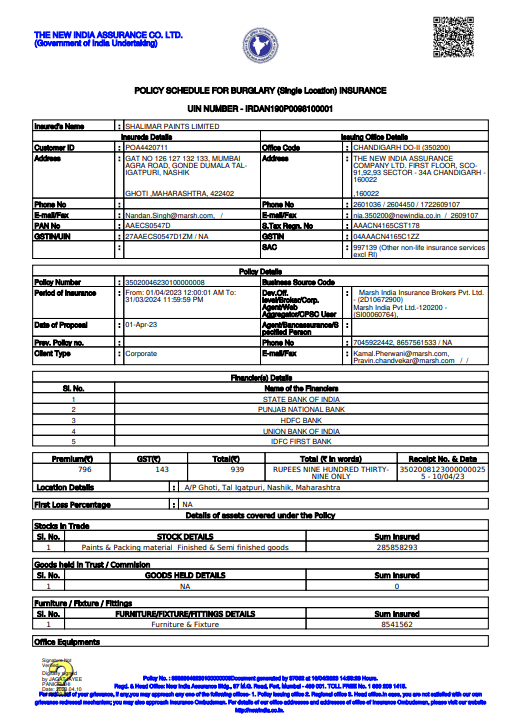 THE NEW INDIA ASSURANCE CO. LTD.
(Government of India Undertaking)
POLICY SCHEDULE FOR BURGLARY (Single Location) INSURANCE
UIN NUMBER - IRDAN190P0098100001
Insured's Name : SHALIMAR PAINTS LIMITED
Insureds Details Issuing Office Details
Customer ID : POA4420711 Office Code : CHANDIGARH DO-II (350200)
Address : GAT NO 126 127 132 133, MUMBAI Address : THE NEW INDIA ASSURANCE
AGRA ROAD, GONDE DUMALA TAL- COMPANY LTD. FIRST FLOOR, SCO-
IGATPURI, NASHIK 91,92,93 SECTOR - 34A CHANDIGARH -
160022
GHOTI ,MAHARASHTRA, 422402 ,160022
Phone No : Phone No : 2601036 / 2604450 / 1722609107
E-mail/Fax : Nandan.Singh@marsh.com, / E-mail/Fax : nia.350200@newindia.co.in / 2609107
PAN No : AAECS0547D S.Tax Regn. No : AAACN4165CST178
GSTIN/UIN : 27AAECS0547D1ZM / NA GSTIN : 04AAACN4165C1ZZ
SAC : 997139 (Other non-life insurance services
excl RI)
Policy Details
Policy Number : 35020046230100000008 Business Source Code
Period of Insurance : From: 01/04/2023 12:00:01 AM To: Dev.Off. : Marsh India Insurance Brokers Pvt. Ltd.
31/03/2024 11:59:59 PM level/Broker/Corp. - (2D10672900)
Agent/Web Marsh India Pvt Ltd.-120200 -
Aggregator/CPSC User (SI00060764),
Date of Proposal : 01-Apr-23 Agent/Bancassurance/S :
pecified Person
Prev. Policy no. : Phone No : 7045922442, 8657561533 / NA
Client Type : Corporate E-mail/Fax : Kamal.Pherwani@marsh.com,
Pravin.chandvekar@marsh.com / /
Financier(s) Details
Sl. No. Name of the Financiers
1 STATE BANK OF INDIA
2 PUNJAB NATIONAL BANK
3 HDFC BANK
4 UNION BANK OF INDIA
5 IDFC FIRST BANK
Premium(₹) GST(₹) Total(₹) Total (₹ in words) Receipt No. & Data
796 143 939 RUPEES NINE HUNDRED THIRTY- 3502008123000000025
NINE ONLY 5 - 10/04/23
Location Details : A/P Ghoti, Tal Igatpuri, Nashik, Maharashtra
First Loss Percentage : NA
Details of assets covered under the Policy
Stocks in Trade
Sl. No. STOCK DETAILS Sum Insured
1 Paints & Packing material Finished & Semi finished goods 285858293
Goods held in Trust / Commision
Sl. No. GOODS HELD DETAILS Sum Insured
1 NA 0
Furniture / Fixture / Fittings
Sl. No. FURNITURE/FIXTURE/FITTINGS DETAILS Sum Insured
1 Furniture & Fixture 8541562
Office Equipments
Signature Not